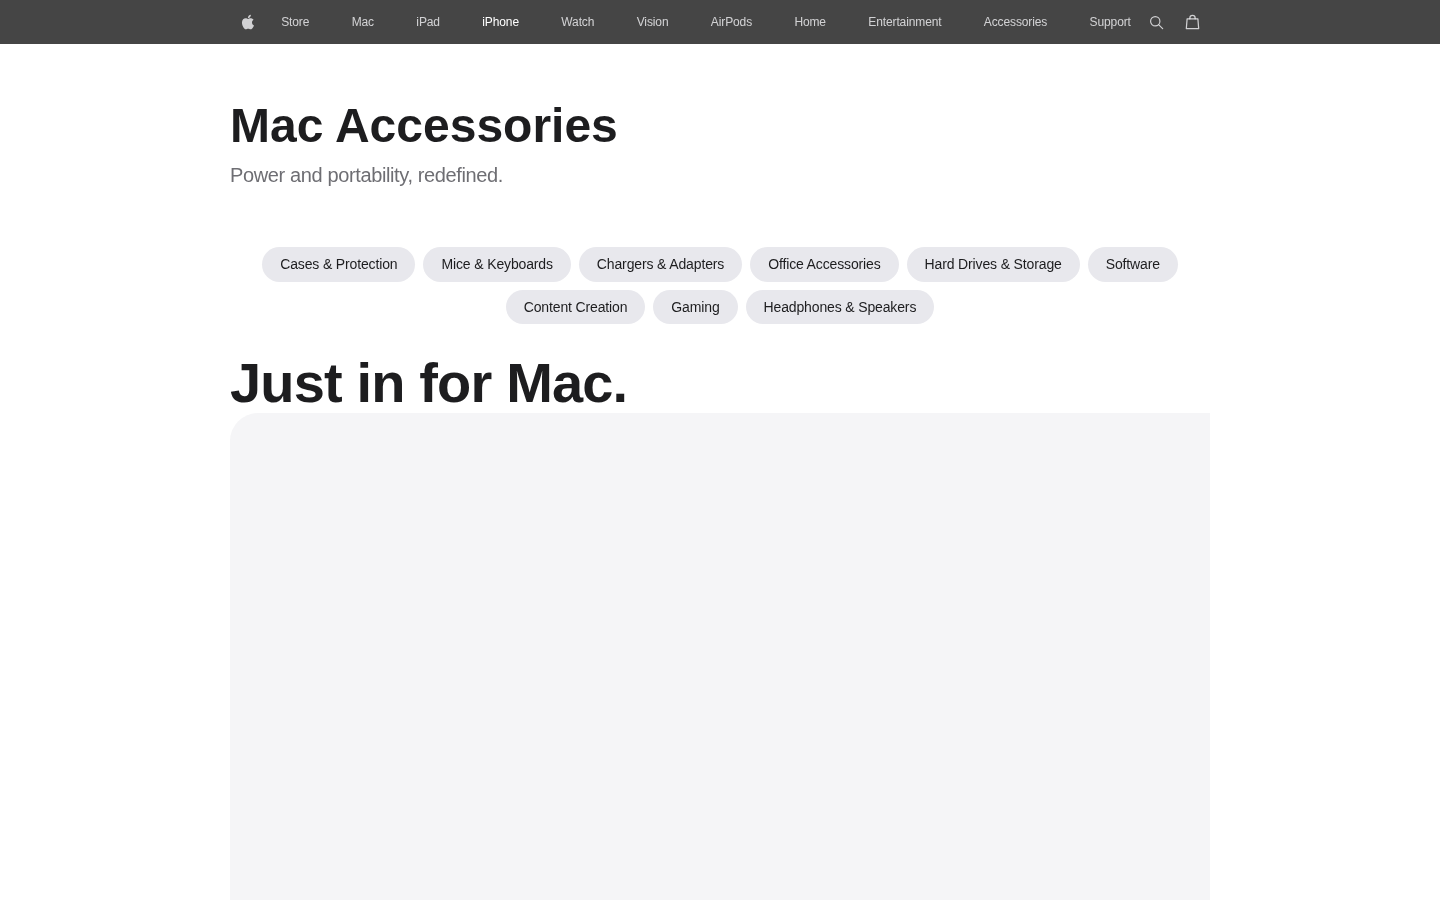 Store Mac iPad iPhone Watch Vision AirPods Home Entertainment Accessories Support
Mac Accessories
Power and portability, redefined.
Cases & Protection Mice & Keyboards Chargers & Adapters Office Accessories Hard Drives & Storage Software
Content Creation Gaming Headphones & Speakers
Just in for Mac.